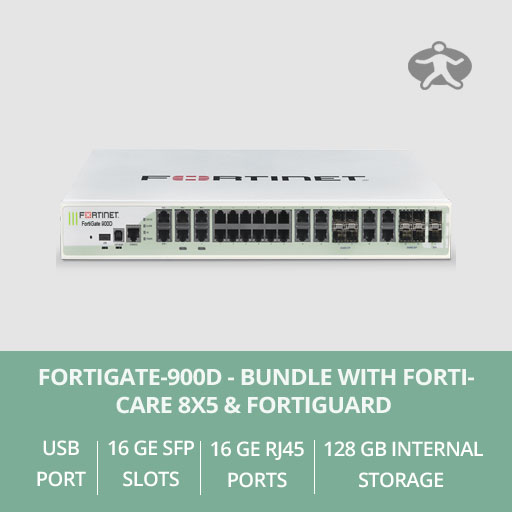 FORTINET
FORTINET
FortiGate 900D
FORTIGATE-900D - BUNDLE WITH FORTI-
CARE 8X5 & FORTIGUARD
USB
PORT
16 GE SFP
SLOTS
16 GE RJ45
PORTS
128 GB INTERNAL
STORAGE